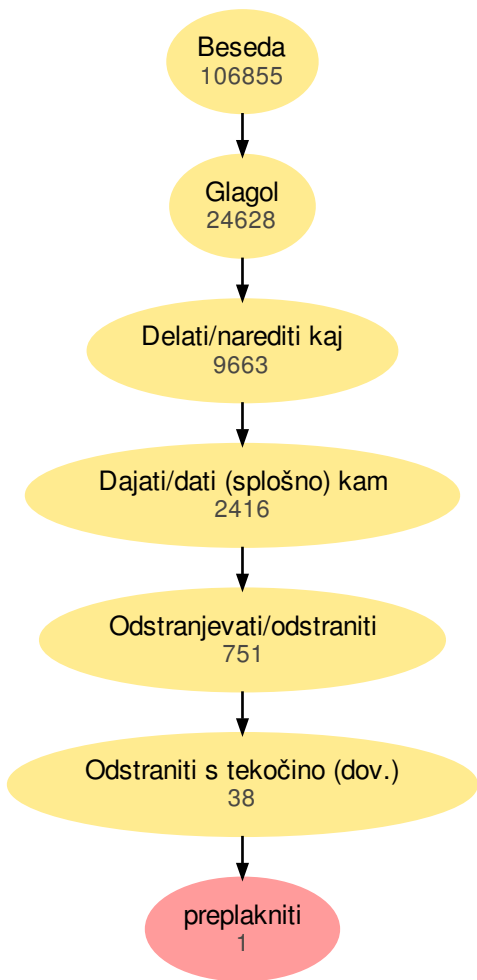 Beseda
106855
Glagol
24628
Delati/narediti kaj
9663
Dajati/dati (splošno) kam
2416
Odstranjevati/odstraniti
751
Odstraniti s tekočino (dov.)
38
preplakniti
1